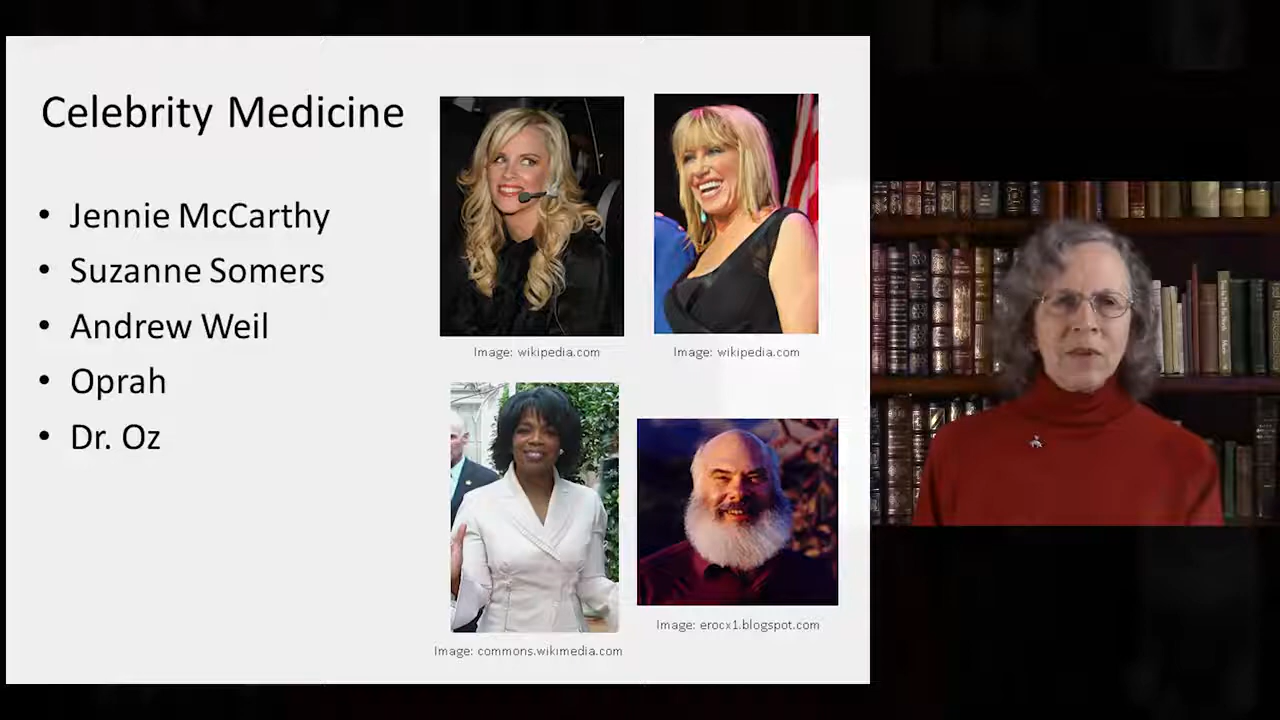 Celebrity Medicine
• Jennie McCarthy
• Suzanne Somers
• Andrew Weil
• Oprah
• Dr. Oz
Image: wikipedia.com
Image: wikipedia.com
Image: commons.wikimedia.com
Image: erocx1.blogspot.com